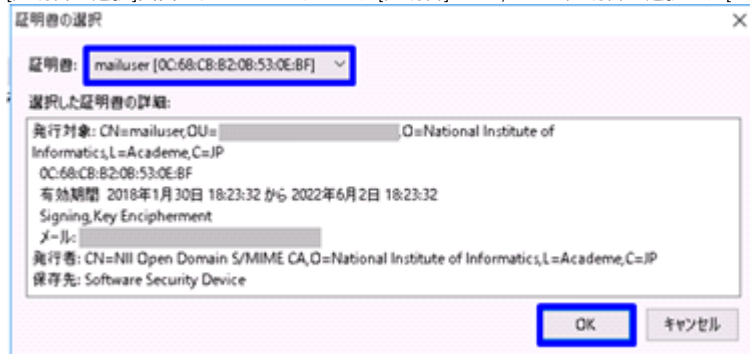 証明書の選択
証明書: mailuser [0C:68:CB:B2:0B:53:0E:BF]
選択した証明書の詳細:
発行対象: CN=mailuser,OU= ,O=National Institute of
Informatics,L=Academe,C=JP
0C:68:CB:B2:0B:53:0E:BF
有効期間 2018年1月30日 18:23:32 から 2022年6月2日 18:23:32
Signing,Key Encipherment
メール:
発行者: CN=NII Open Domain S/MIME CA,O=National Institute of Informatics,L=Academe,C=JP
保存先: Software Security Device
OK キャンセル